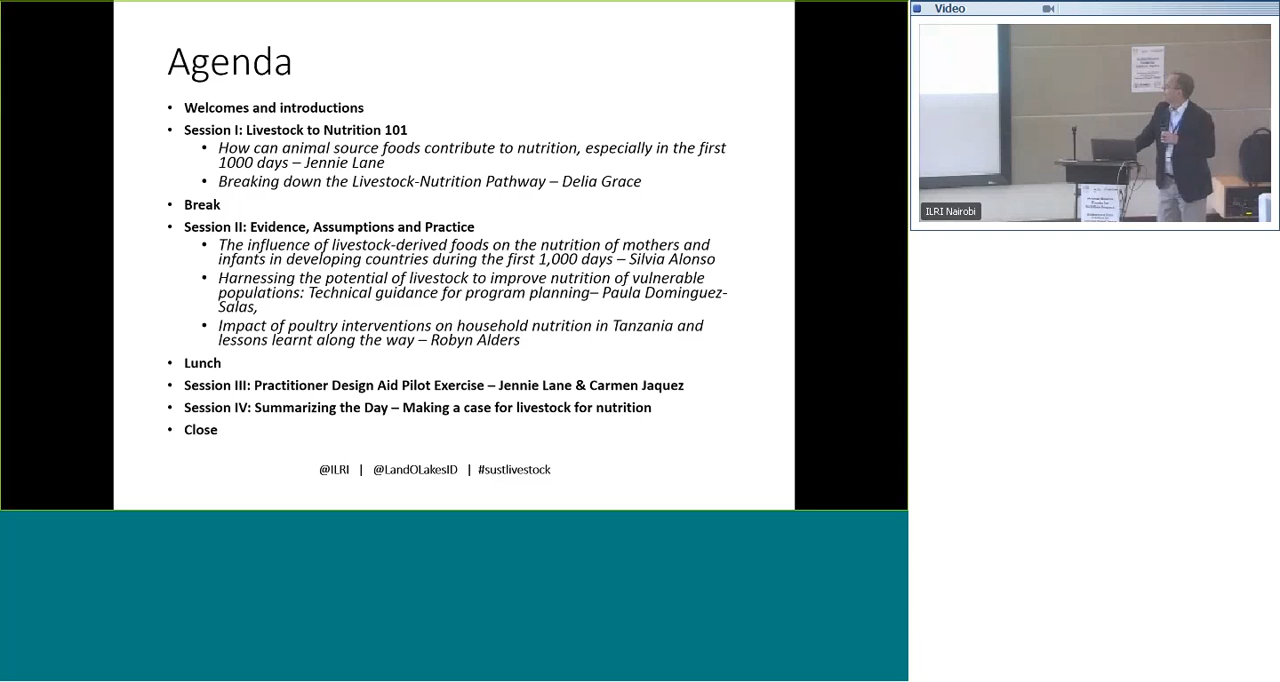 Agenda
• Welcomes and introductions
• Session I: Livestock to Nutrition 101
• How can animal source foods contribute to nutrition, especially in the first
1000 days – Jennie Lane
• Breaking down the Livestock-Nutrition Pathway – Delia Grace
• Break
• Session II: Evidence, Assumptions and Practice
• The influence of livestock-derived foods on the nutrition of mothers and
infants in developing countries during the first 1,000 days – Silvia Alonso
• Harnessing the potential of livestock to improve nutrition of vulnerable
populations: Technical guidance for program planning– Paula Dominguez-
Salas,
• Impact of poultry interventions on household nutrition in Tanzania and
lessons learnt along the way – Robyn Alders
• Lunch
• Session III: Practitioner Design Aid Pilot Exercise – Jennie Lane & Carmen Jaquez
• Session IV: Summarizing the Day – Making a case for livestock for nutrition
• Close
@ILRI | @LandOLakesID | #sustlivestock
Video
ILRI Nairobi